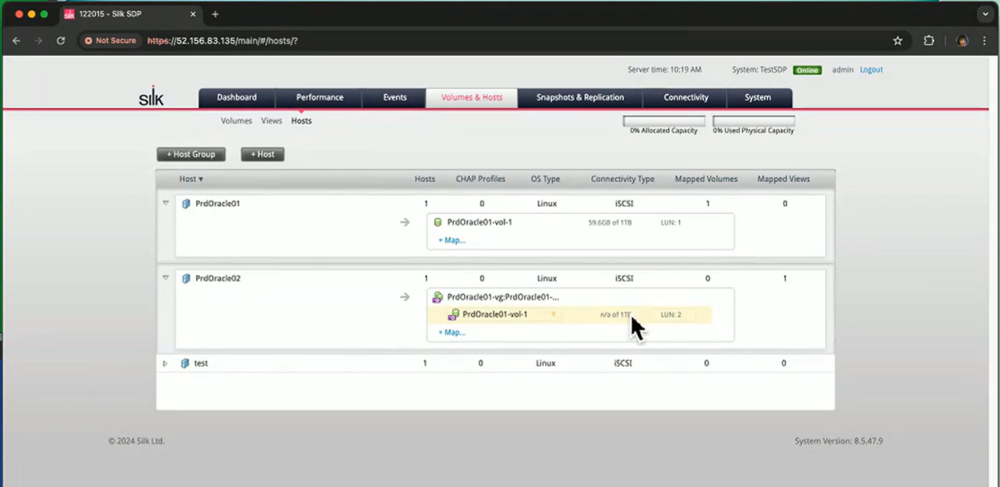 122015 - Silk SDP
Not Secure https://52.156.83.135/main/#/hosts/?
Server time: 10:19 AM System: TestSDP Online admin Logout
silk
Dashboard Performance Events Volumes & Hosts Snapshots & Replication Connectivity System
Volumes Views Hosts
0% Allocated Capacity 0% Used Physical Capacity
+ Host Group + Host
Host Hosts CHAP Profiles OS Type Connectivity Type Mapped Volumes Mapped Views
PrdOracle01 1 0 Linux iSCSI 1 0
PrdOracle01-vol-1 59.6GB of 1TB LUN: 1
+ Map...
PrdOracle02 1 0 Linux iSCSI 0 1
PrdOracle01-vg:PrdOracle01-...
PrdOracle01-vol-1 n/a of 1TB LUN: 2
+ Map...
test 1 0 Linux iSCSI 0 0
© 2024 Silk Ltd. System Version: 8.5.47.9